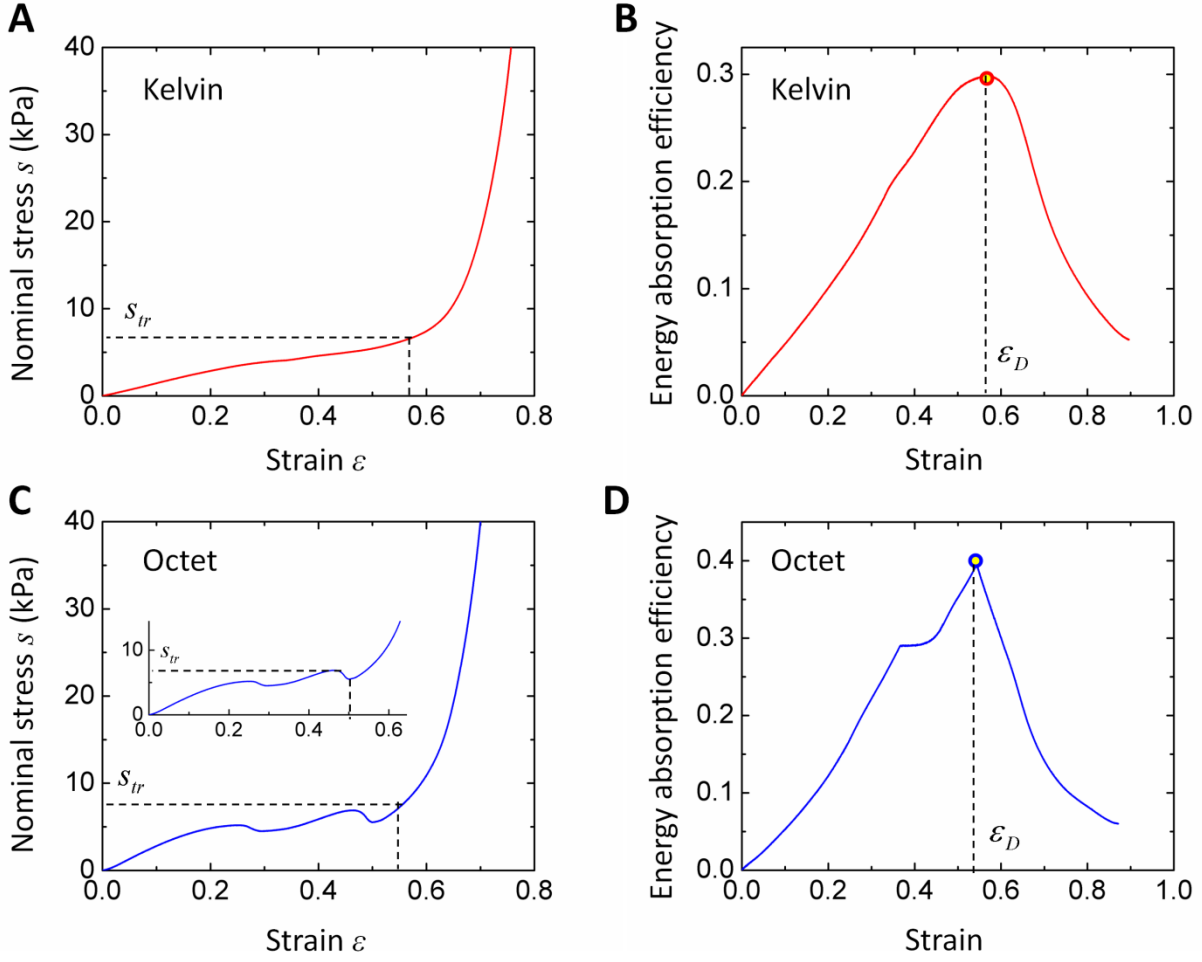 A
Nominal stress s (kPa)
40
30
20
10
0
Kelvin
s_tr
0.0 0.2 0.4 0.6 0.8
Strain ε
B
Energy absorption efficiency
0.3
0.2
0.1
0.0
Kelvin
ε_D
0.0 0.2 0.4 0.6 0.8 1.0
Strain
C
Nominal stress s (kPa)
40
30
20
10
0
Octet
10
0
s_tr
0.0 0.2 0.4 0.6
s_tr
0.0 0.2 0.4 0.6 0.8
Strain ε
D
Energy absorption efficiency
0.4
0.3
0.2
0.1
0.0
Octet
ε_D
0.0 0.2 0.4 0.6 0.8 1.0
Strain